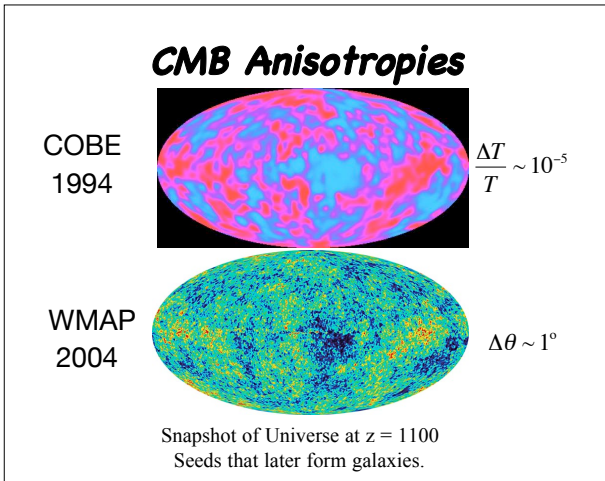 CMB Anisotropies
COBE
1994
ΔT/T ~ 10⁻⁵
WMAP
2004
Δθ ~ 1°
Snapshot of Universe at z = 1100
Seeds that later form galaxies.